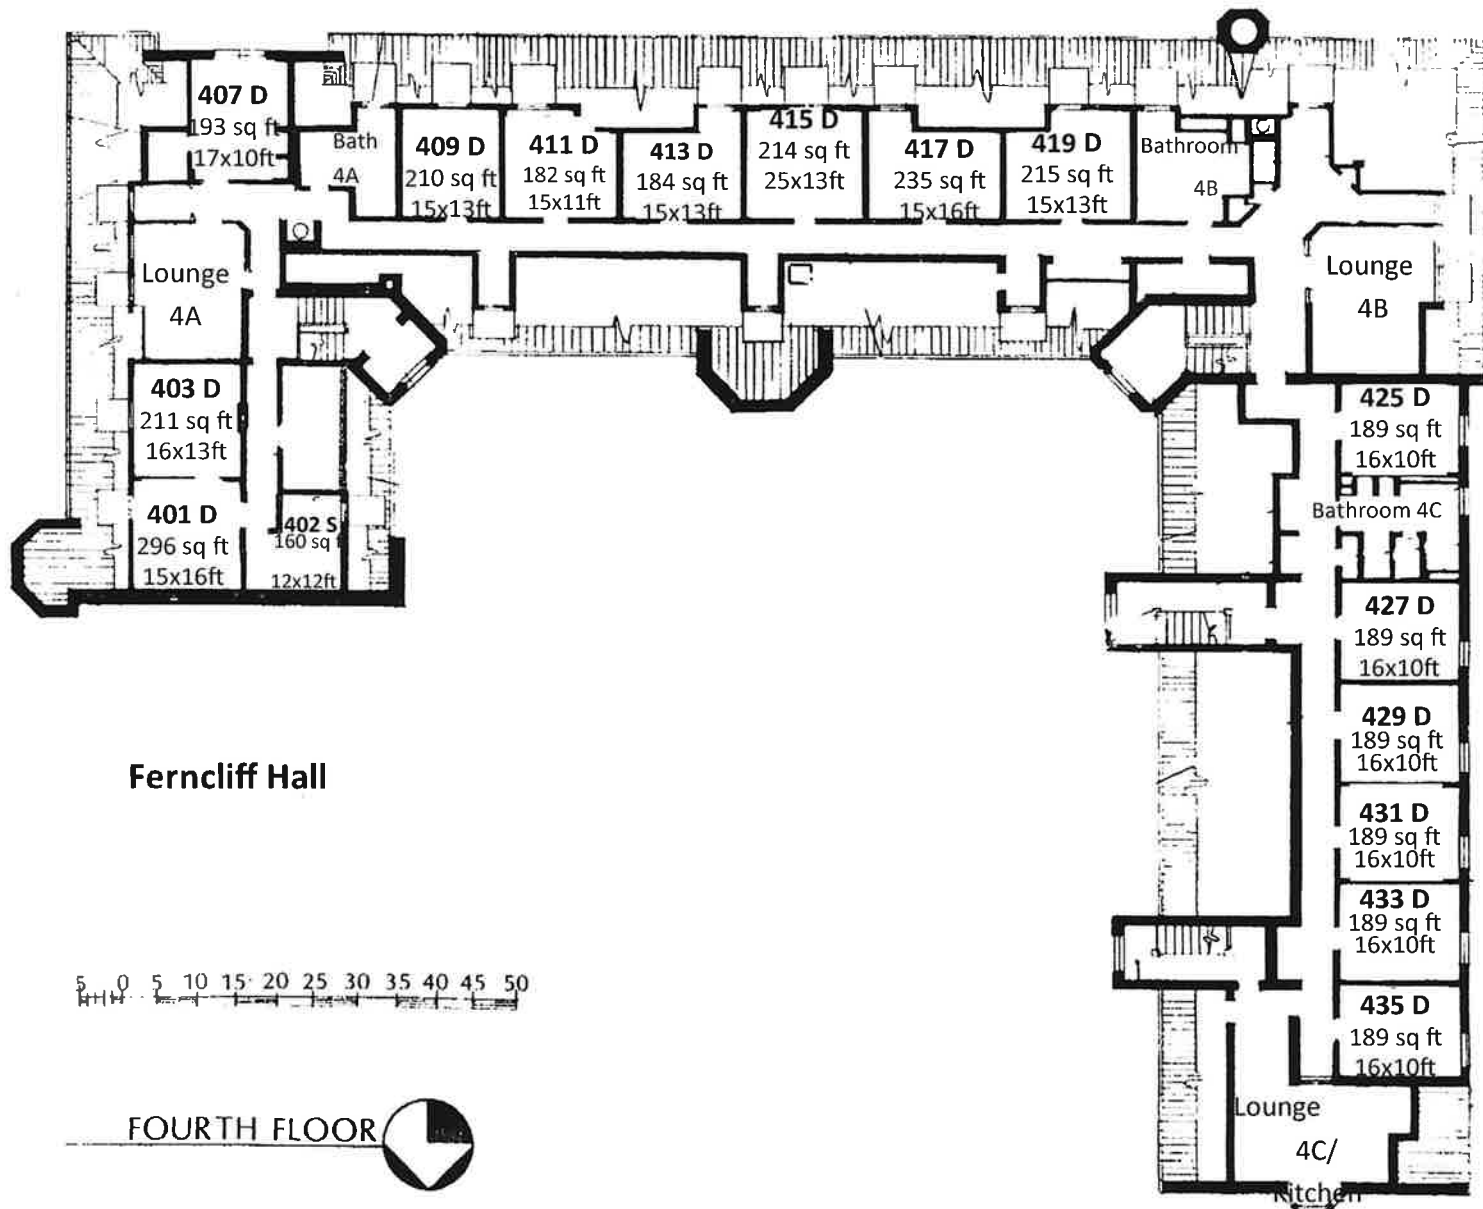 407 D
193 sq ft
17x10ft
Bath
4A
409 D
210 sq ft
15x13ft
411 D
182 sq ft
15x11ft
413 D
184 sq ft
15x13ft
415 D
214 sq ft
25x13ft
417 D
235 sq ft
15x16ft
419 D
215 sq ft
15x13ft
Bathroom
4B
Lounge
4A
Lounge
4B
403 D
211 sq ft
16x13ft
401 D
296 sq ft
15x16ft
402 S
160 sq f
12x12ft
425 D
189 sq ft
16x10ft
Bathroom 4C
427 D
189 sq ft
16x10ft
429 D
189 sq ft
16x10ft
431 D
189 sq ft
16x10ft
433 D
189 sq ft
16x10ft
435 D
189 sq ft
16x10ft
Lounge
4C/
Kitchen
Ferncliff Hall
5 0 5 10 15 20 25 30 35 40 45 50
FOURTH FLOOR